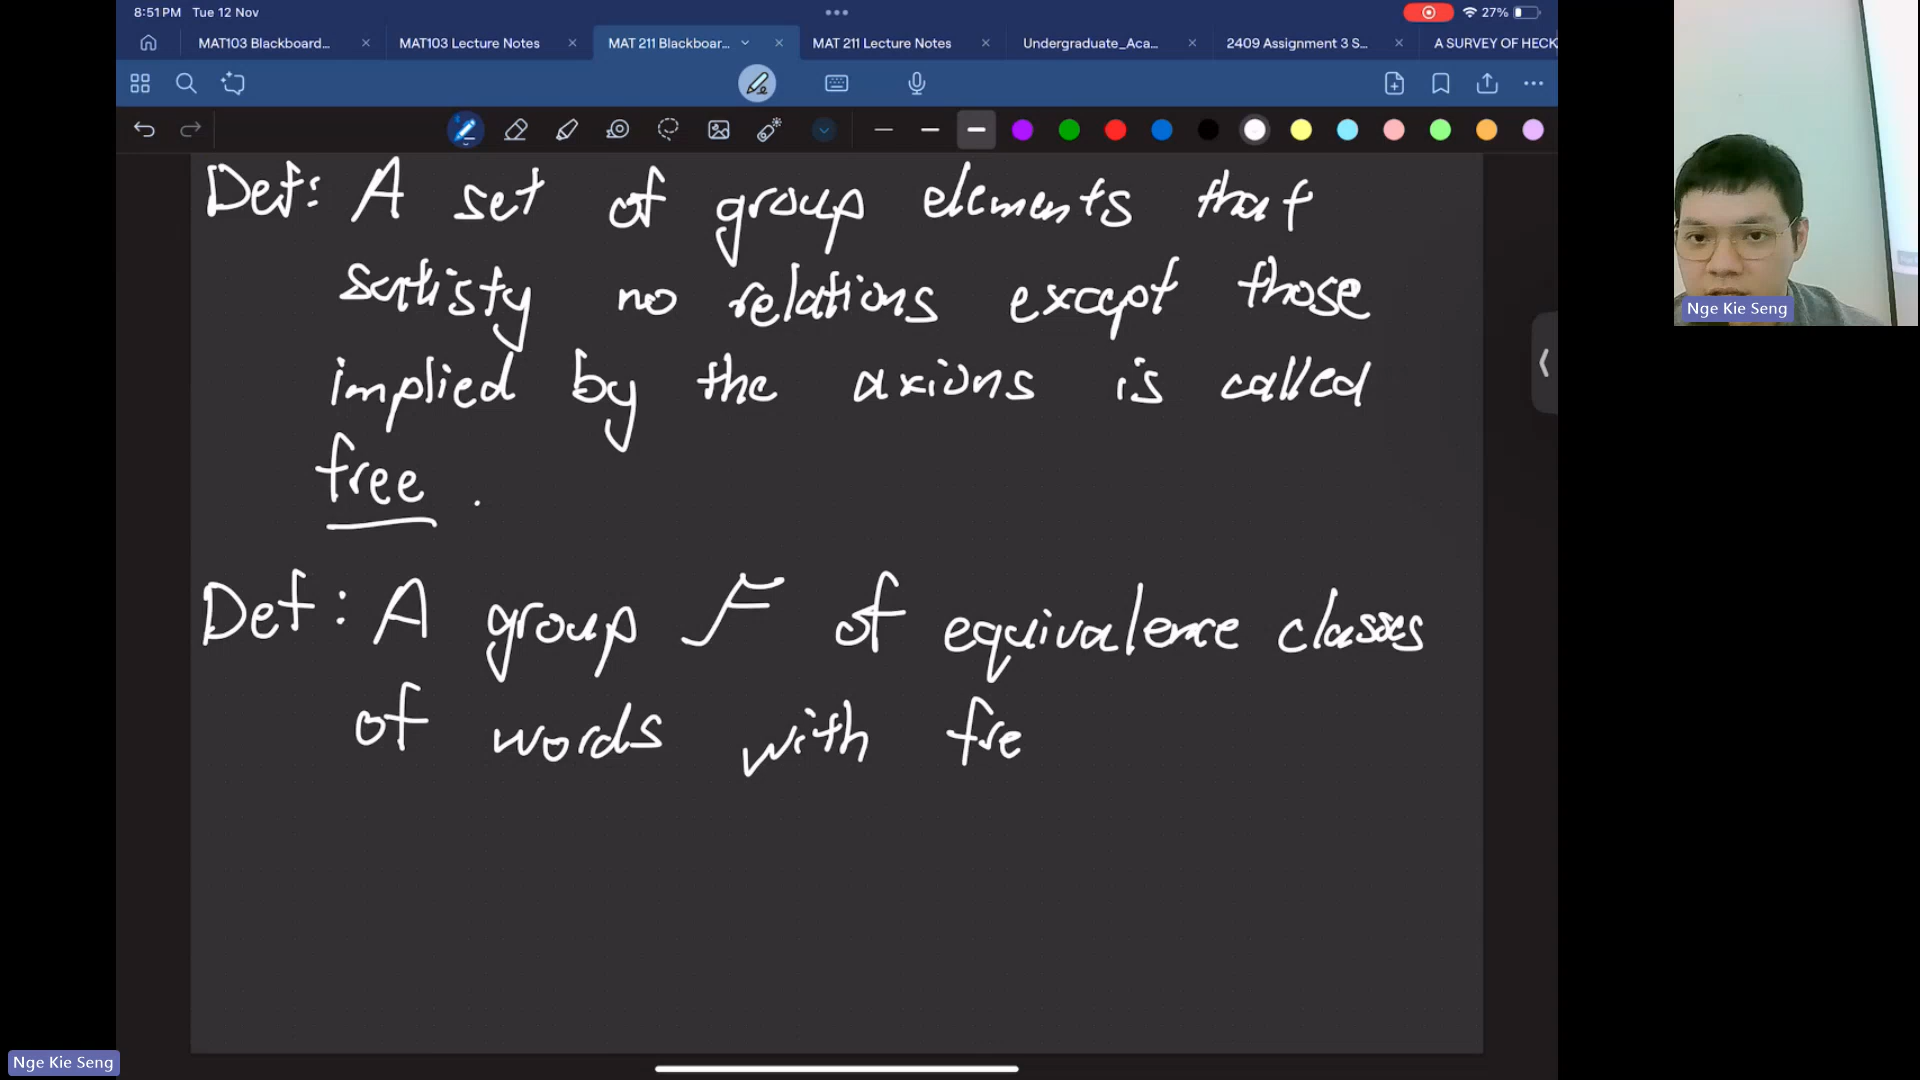 8:51 PM Tue 12 Nov
27%
MAT103 Blackboard...
MAT103 Lecture Notes
MAT 211 Blackboar...
MAT 211 Lecture Notes
Undergraduate_Aca...
2409 Assignment 3 S...
A SURVEY OF HECK
Def: A set of group elements that
satisfy no relations except those
implied by the axions is called
free .
Def : A group F of equivalence classes
of words with fre
Nge Kie Seng
Nge Kie Seng